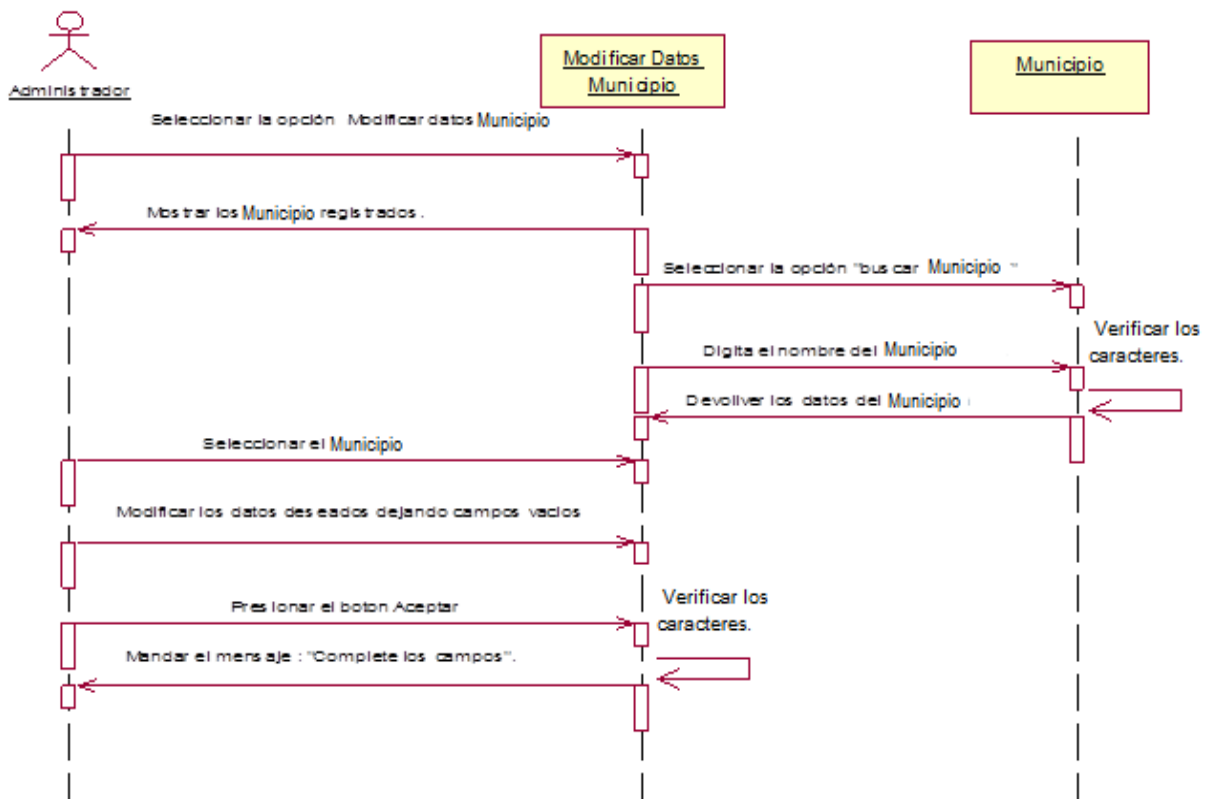 Administrador
Modificar Datos
Municipio
Municipio
Seleccionar la opción Modificar datos Municipio
Mostrar los Municipio registrados.
Seleccionar la opción "buscar Municipio "
Verificar los
caracteres.
Digita el nombre del Municipio
Devolver los datos del Municipio
Seleccionar el Municipio
Modificar los datos deseados dejando campos vacios
Presionar el boton Aceptar
Verificar los
caracteres.
Mandar el mensaje : "Complete los campos".